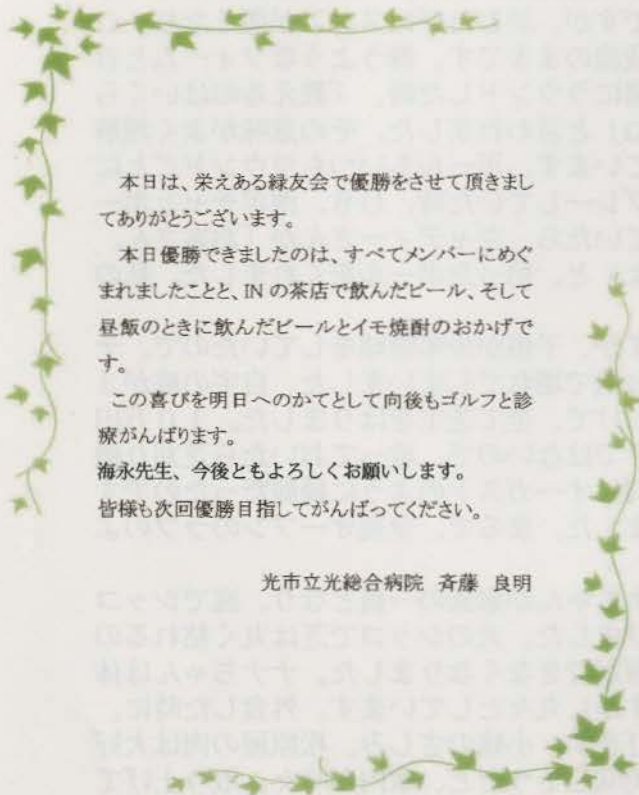 本日は、栄えある緑友会で優勝をさせて頂きまし
てありがとうございます。
本日優勝できましたのは、すべてメンバーにめぐ
まれましたことと、IN の茶店で飲んだビール、そして
昼飯のときに飲んだビールとイモ焼酎のおかげで
す。
この喜びを明日へのかてとして向後もゴルフと診
療がんばります。
海永先生、今後ともよろしくお願いします。
皆様も次回優勝目指してがんばってください。
光市立光総合病院 斉藤 良明